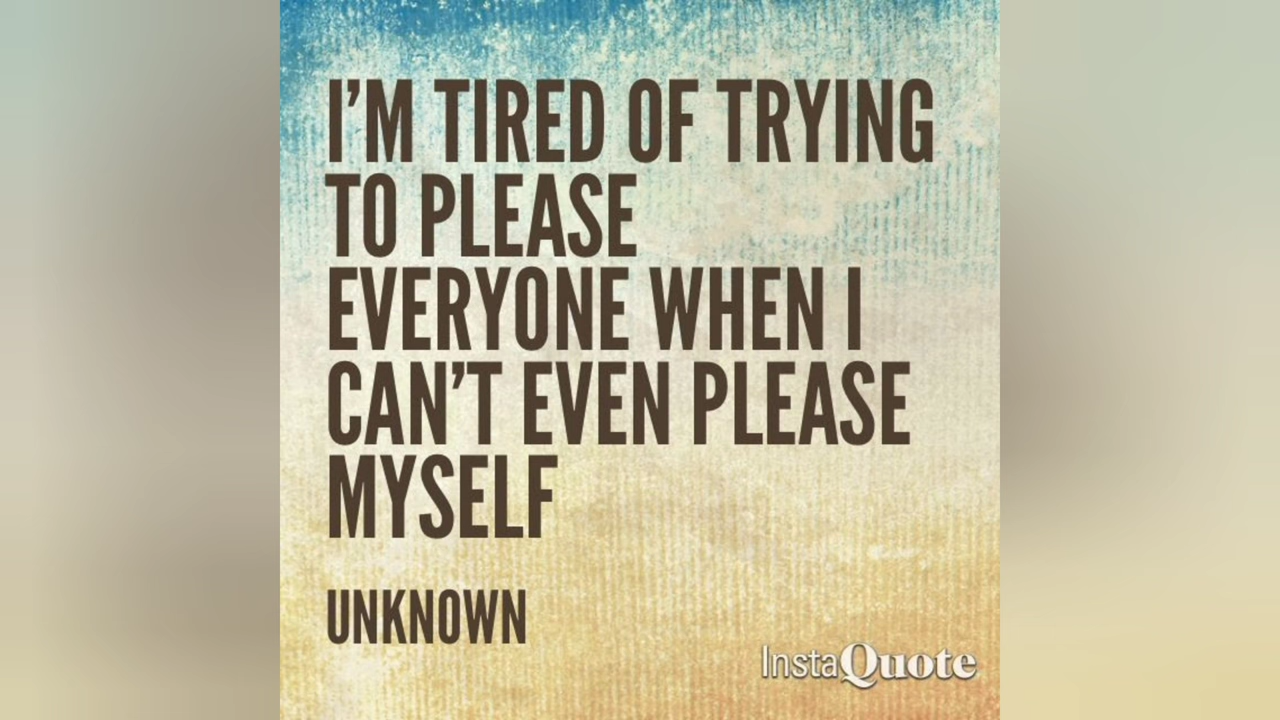 I'M TIRED OF TRYING
TO PLEASE
EVERYONE WHEN I
CAN'T EVEN PLEASE
MYSELF
UNKNOWN
InstaQuote